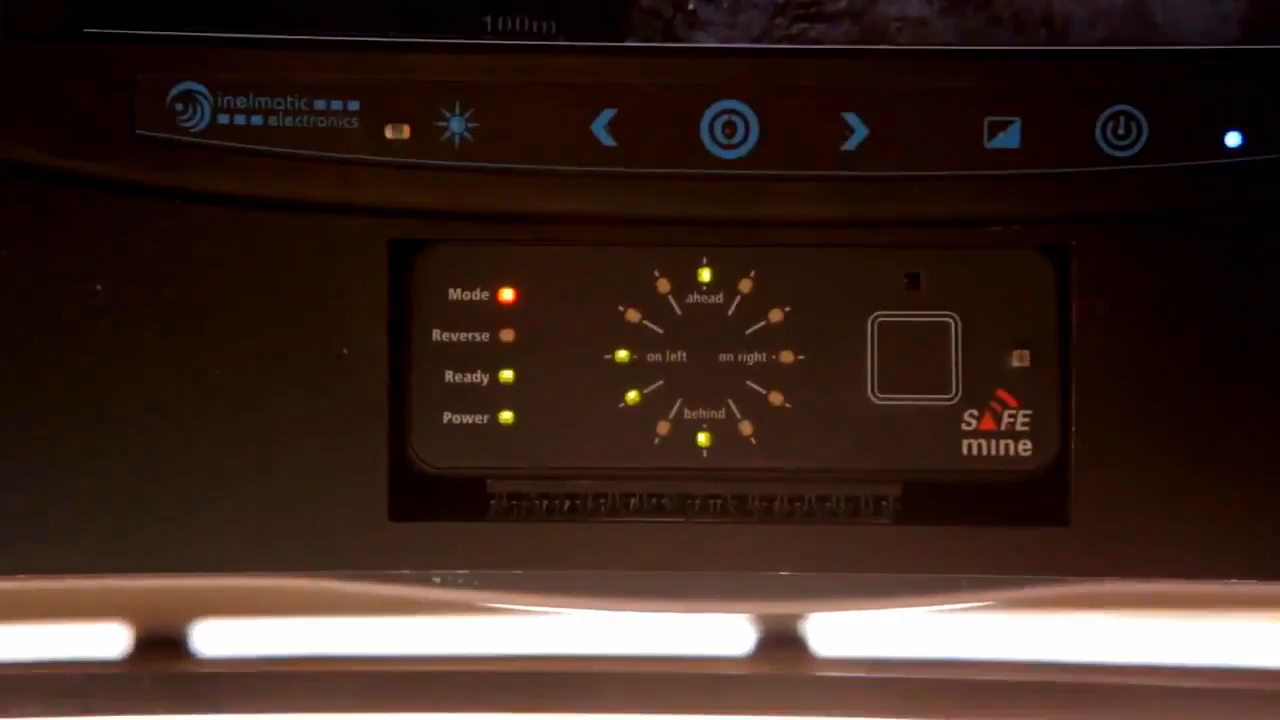 100m
inelmatic
electronics
Mode
Reverse
Ready
Power
ahead
on left
on right
behind
SAFE
mine